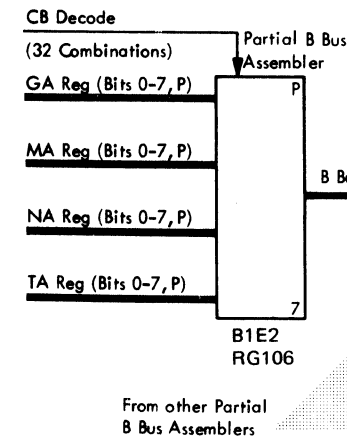 CB Decode
(32 Combinations)
Partial B Bus
Assembler
GA Reg (Bits 0-7, P)
P
MA Reg (Bits 0-7, P)
B
NA Reg (Bits 0-7, P)
TA Reg (Bits 0-7, P)
7
B1E2
RG106
From other Partial
B Bus Assemblers